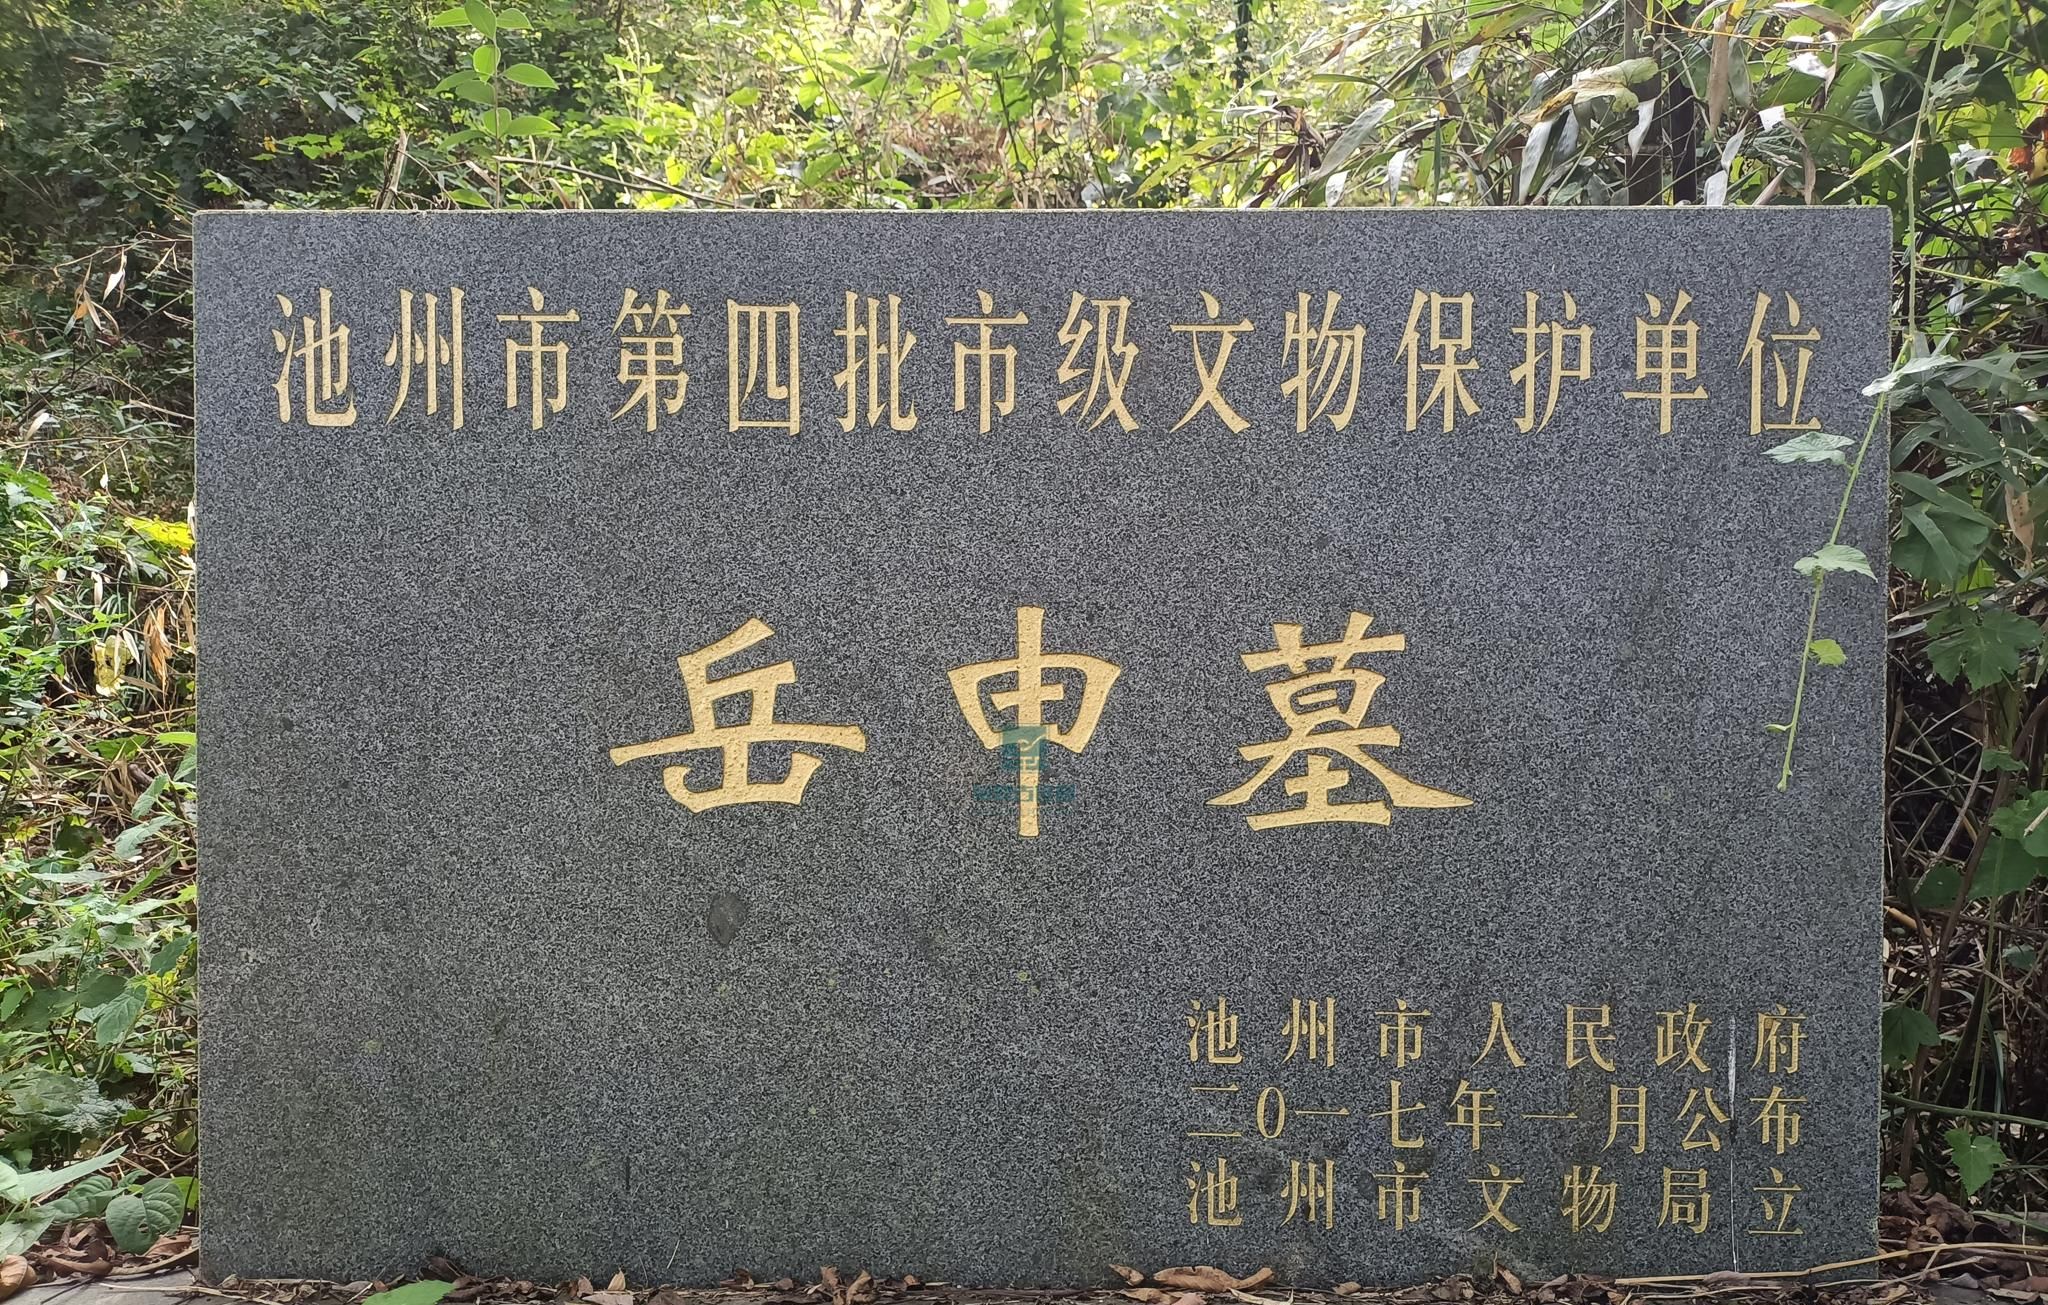 池州市第四批市级文物保护单位
岳申墓
池州市人民政府
二0一七年一月公布
池州市文物局立